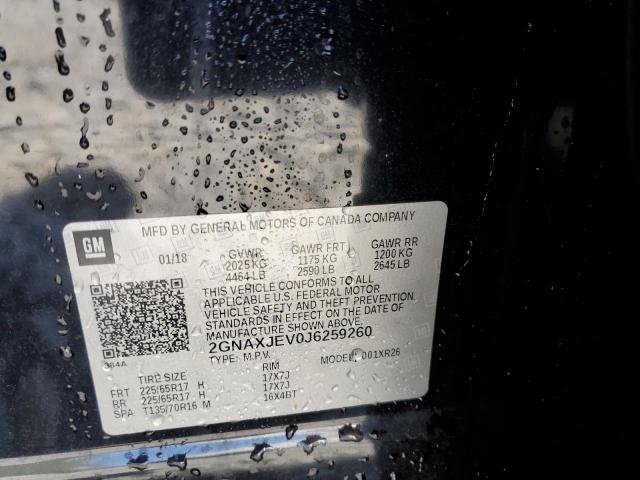 GM
MFD BY GENERAL MOTORS OF CANADA COMPANY
01/18 GVWR GAWR FRT GAWR RR
2025 KG 1175 KG 1200 KG
4464 LB 2590 LB 2645 LB
THIS VEHICLE CONFORMS TO ALL
APPLICABLE U.S. FEDERAL MOTOR
VEHICLE SAFETY AND THEFT PREVENTION
STANDARDS IN EFFECT ON THE DATE OF
MANUFACTURE SHOWN ABOVE.
384A
2GNAXJEV0J6259260
TYPE: M.P.V. MODEL: 001XR26
TIRE SIZE RIM
FRT 225/65R17 H 17X7J
RR 225/65R17 H 17X7J
SPA T135/70R16 M 16X4BT